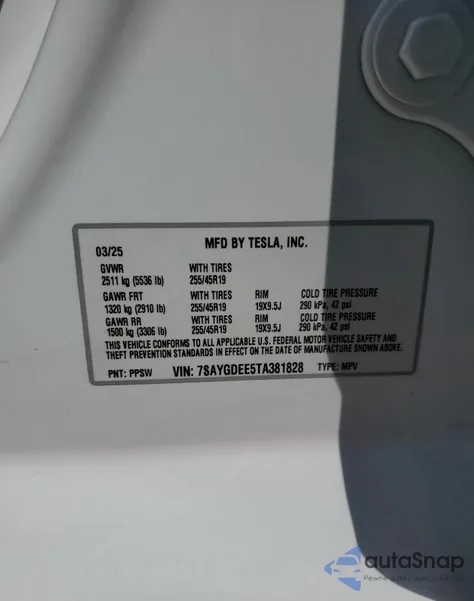 03/25 MFD BY TESLA, INC.
GVWR WITH TIRES
2511 kg (5536 lb) 255/45R19
GAWR FRT WITH TIRES RIM COLD TIRE PRESSURE
1320 kg (2910 lb) 255/45R19 19X9.5J 290 kPa, 42 psi
GAWR RR WITH TIRES RIM COLD TIRE PRESSURE
1500 kg (3306 lb) 255/45R19 19X9.5J 290 kPa, 42 psi
THIS VEHICLE CONFORMS TO ALL APPLICABLE U.S. FEDERAL MOTOR VEHICLE SAFETY AND
THEFT PREVENTION STANDARDS IN EFFECT ON THE DATE OF MANUFACTURE SHOWN ABOVE.
PNT: PPSW VIN: 7SAYGDEE5TA381828 TYPE: MPV
autoSnap